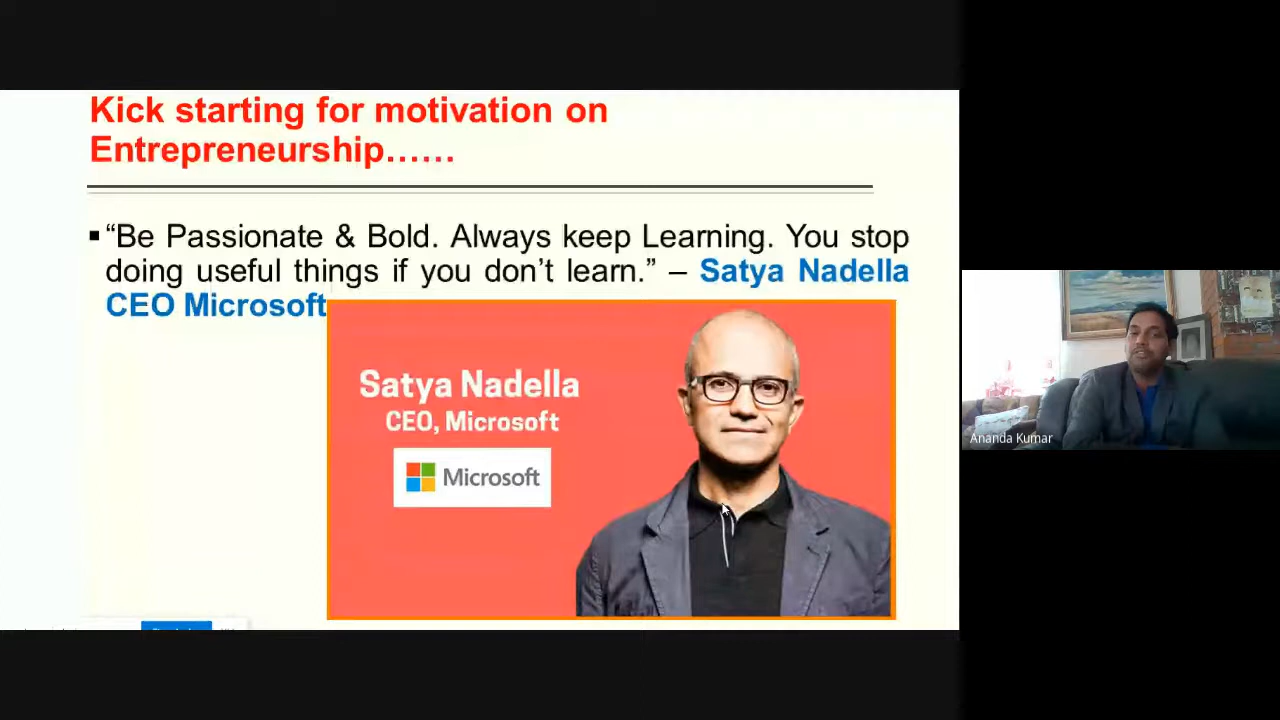 Kick starting for motivation on
Entrepreneurship……
▪ “Be Passionate & Bold. Always keep Learning. You stop
doing useful things if you don’t learn.” – Satya Nadella
CEO Microsoft
Satya Nadella
CEO, Microsoft
Microsoft
Ananda Kumar